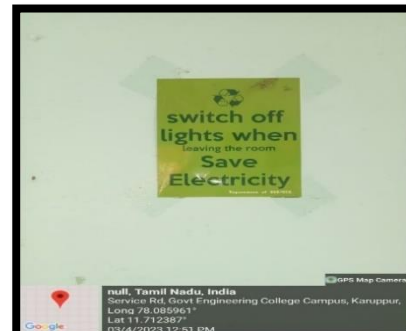 switch off
lights when
leaving the room
Save
Electricity
GPS Map Camera
null, Tamil Nadu, India
Service Rd, Govt Engineering College Campus, Karuppur,
Long 78.085961°
Lat 11.712387°
03/4/2023 12:51 PM
Google